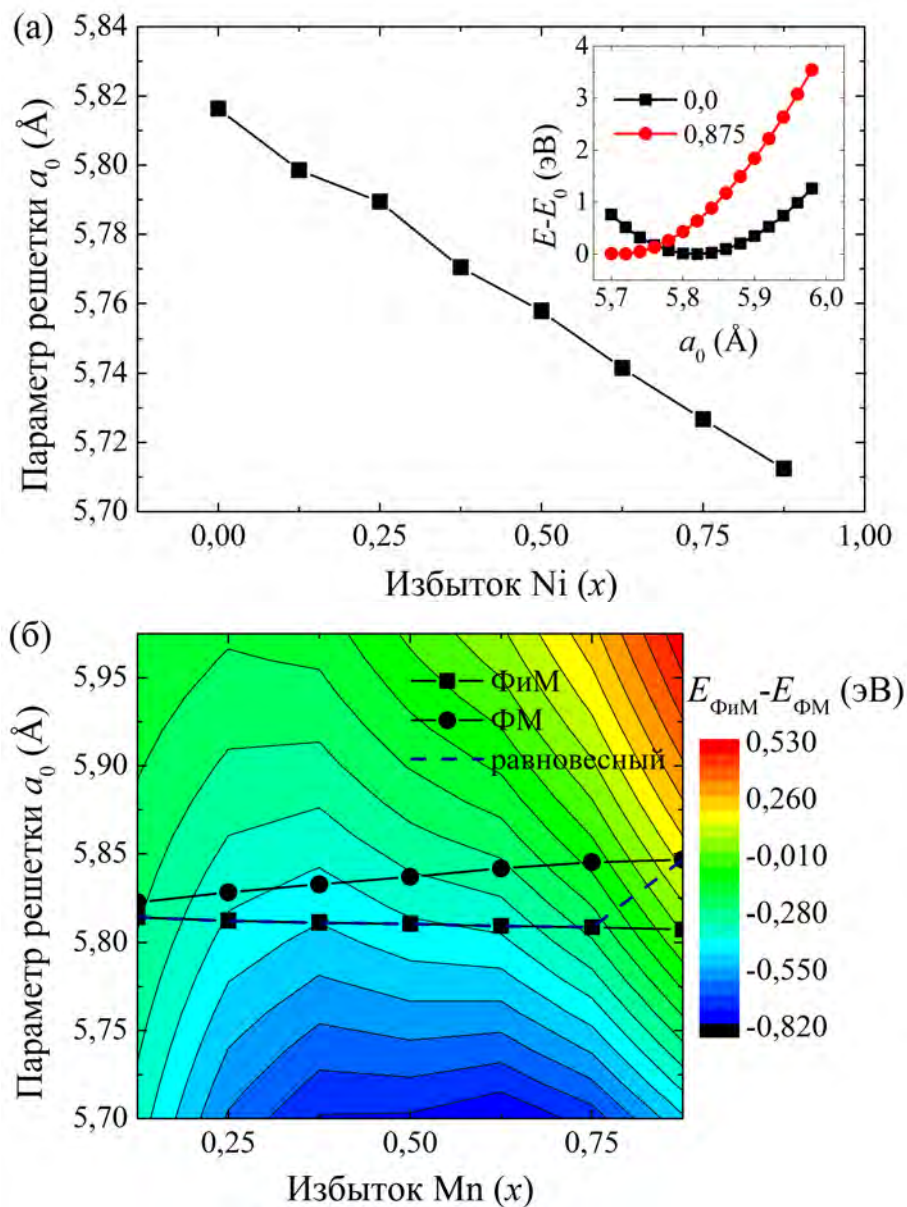 (а)
5,84
5,82
5,80
5,78
5,76
5,74
5,72
5,70
Параметр решетки a0 (Å)
0,00 0,25 0,50 0,75 1,00
Избыток Ni (x)
4
3
2
1
0
E-E0 (эВ)
0,0
0,875
5,7 5,8 5,9 6,0
a0 (Å)
(б)
5,95
5,90
5,85
5,80
5,75
5,70
Параметр решетки a0 (Å)
ФиМ
ФМ
равновесный
0,25 0,50 0,75
Избыток Mn (x)
EФиМ-EФМ (эВ)
0,530
0,260
-0,010
-0,280
-0,550
-0,820